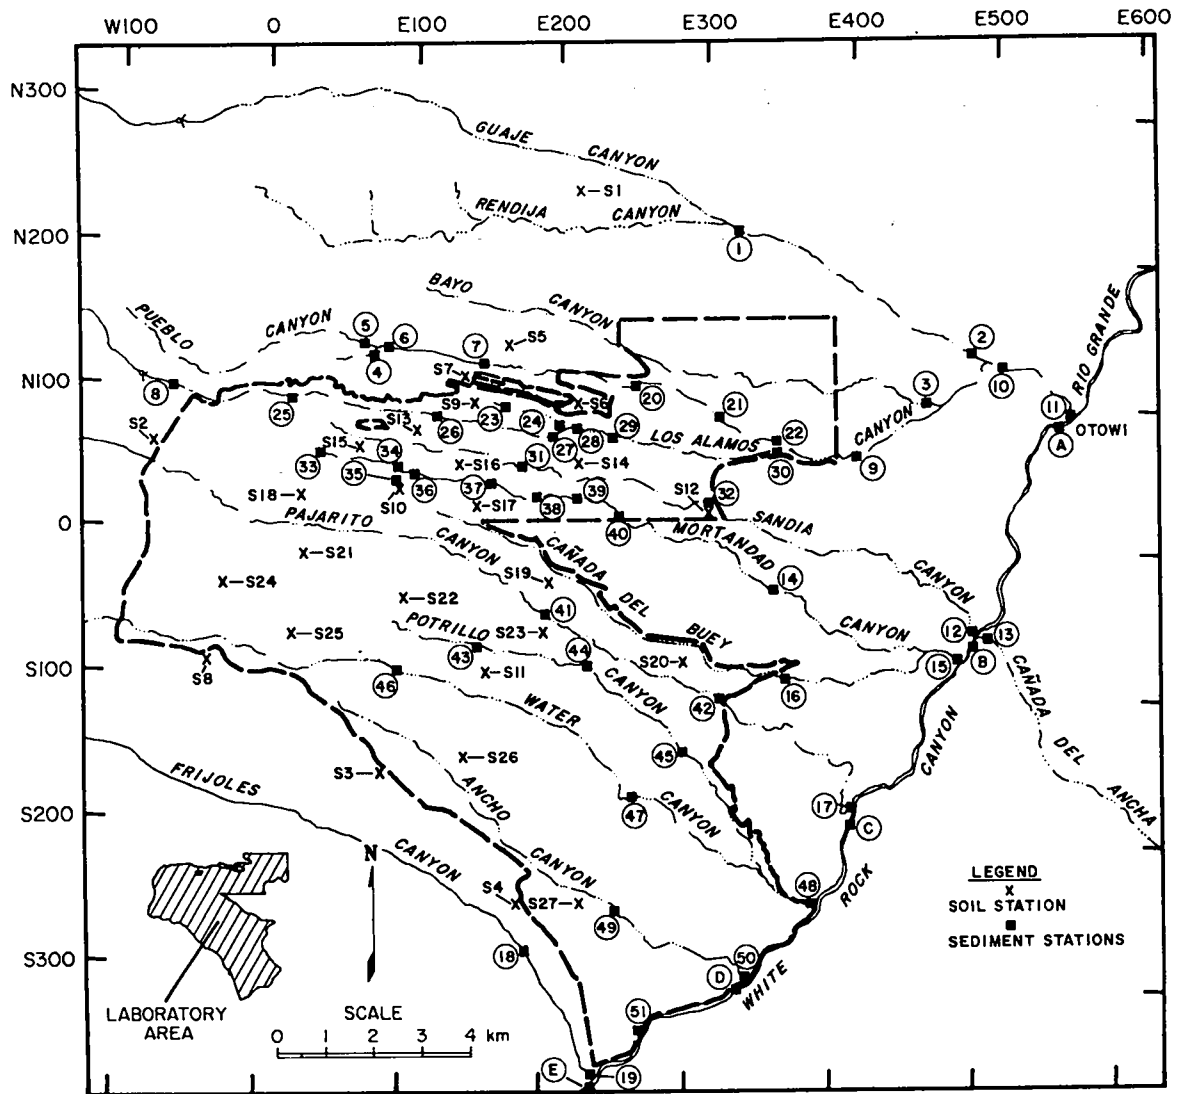 W100 0 E100 E200 E300 E400 E500 E600
N300
GUAJE CANYON
X—S1
RENDIJA CANYON
N200
1
BAYO CANYON
RIO GRANDE
PUEBLO CANYON
5 6 7 X—S5 2
4 S7
8 10
N100
25 S9—X 23 X—S6 20 3 11
S2 21
S13 26 24 27 28 29 LOS ALAMOS CANYON A OTOWI
S15 34 31 22
33 35 X—S16 X—S14 30 9
S18—X 36 37 39 S12 32
S10 X—S17 38
0
PAJARITO CANYON 40 MORTANDAD CANYON SANDIA CANYON
X—S21 CAÑADA DEL BUEY
S19 14
X—S24
X—S22 41
POTRILLO CANYON S23—X 12 13
X—S25 44 S20—X
43 15 B
S100
S8 46 X—S11 42 16
WATER CANYON
CAÑADA DEL ANCHA
45
X—S26
S3—X
ANCHO CANYON
FRIJOLES CANYON
17
S200
47 C
WHITE ROCK CANYON
N
LEGEND
X
SOIL STATION
SEDIMENT STATIONS
48
S4 S27—X
49
18
S300
50
D
LABORATORY
AREA
SCALE
0 1 2 3 4 km
51
E 19